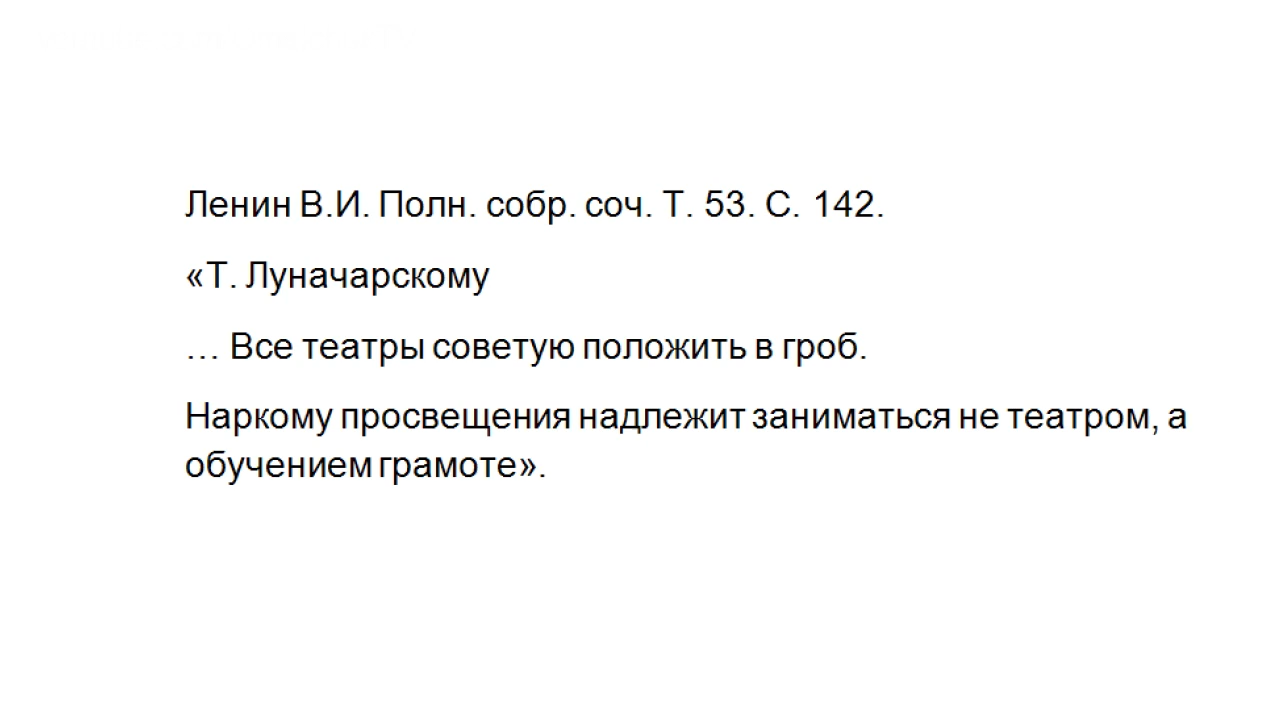 Ленин В.И. Полн. собр. соч. Т. 53. С. 142.
«Т. Луначарскому
… Все театры советую положить в гроб.
Наркому просвещения надлежит заниматься не театром, а
обучением грамоте».